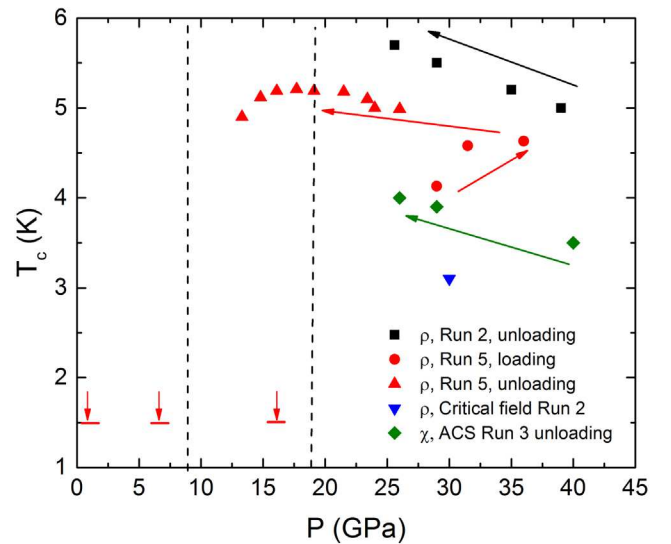 6
5
4
3
2
1
T_c (K)
0
5
10
15
20
25
30
35
40
45
P (GPa)
ρ, Run 2, unloading
ρ, Run 5, loading
ρ, Run 5, unloading
ρ, Critical field Run 2
χ, ACS Run 3 unloading